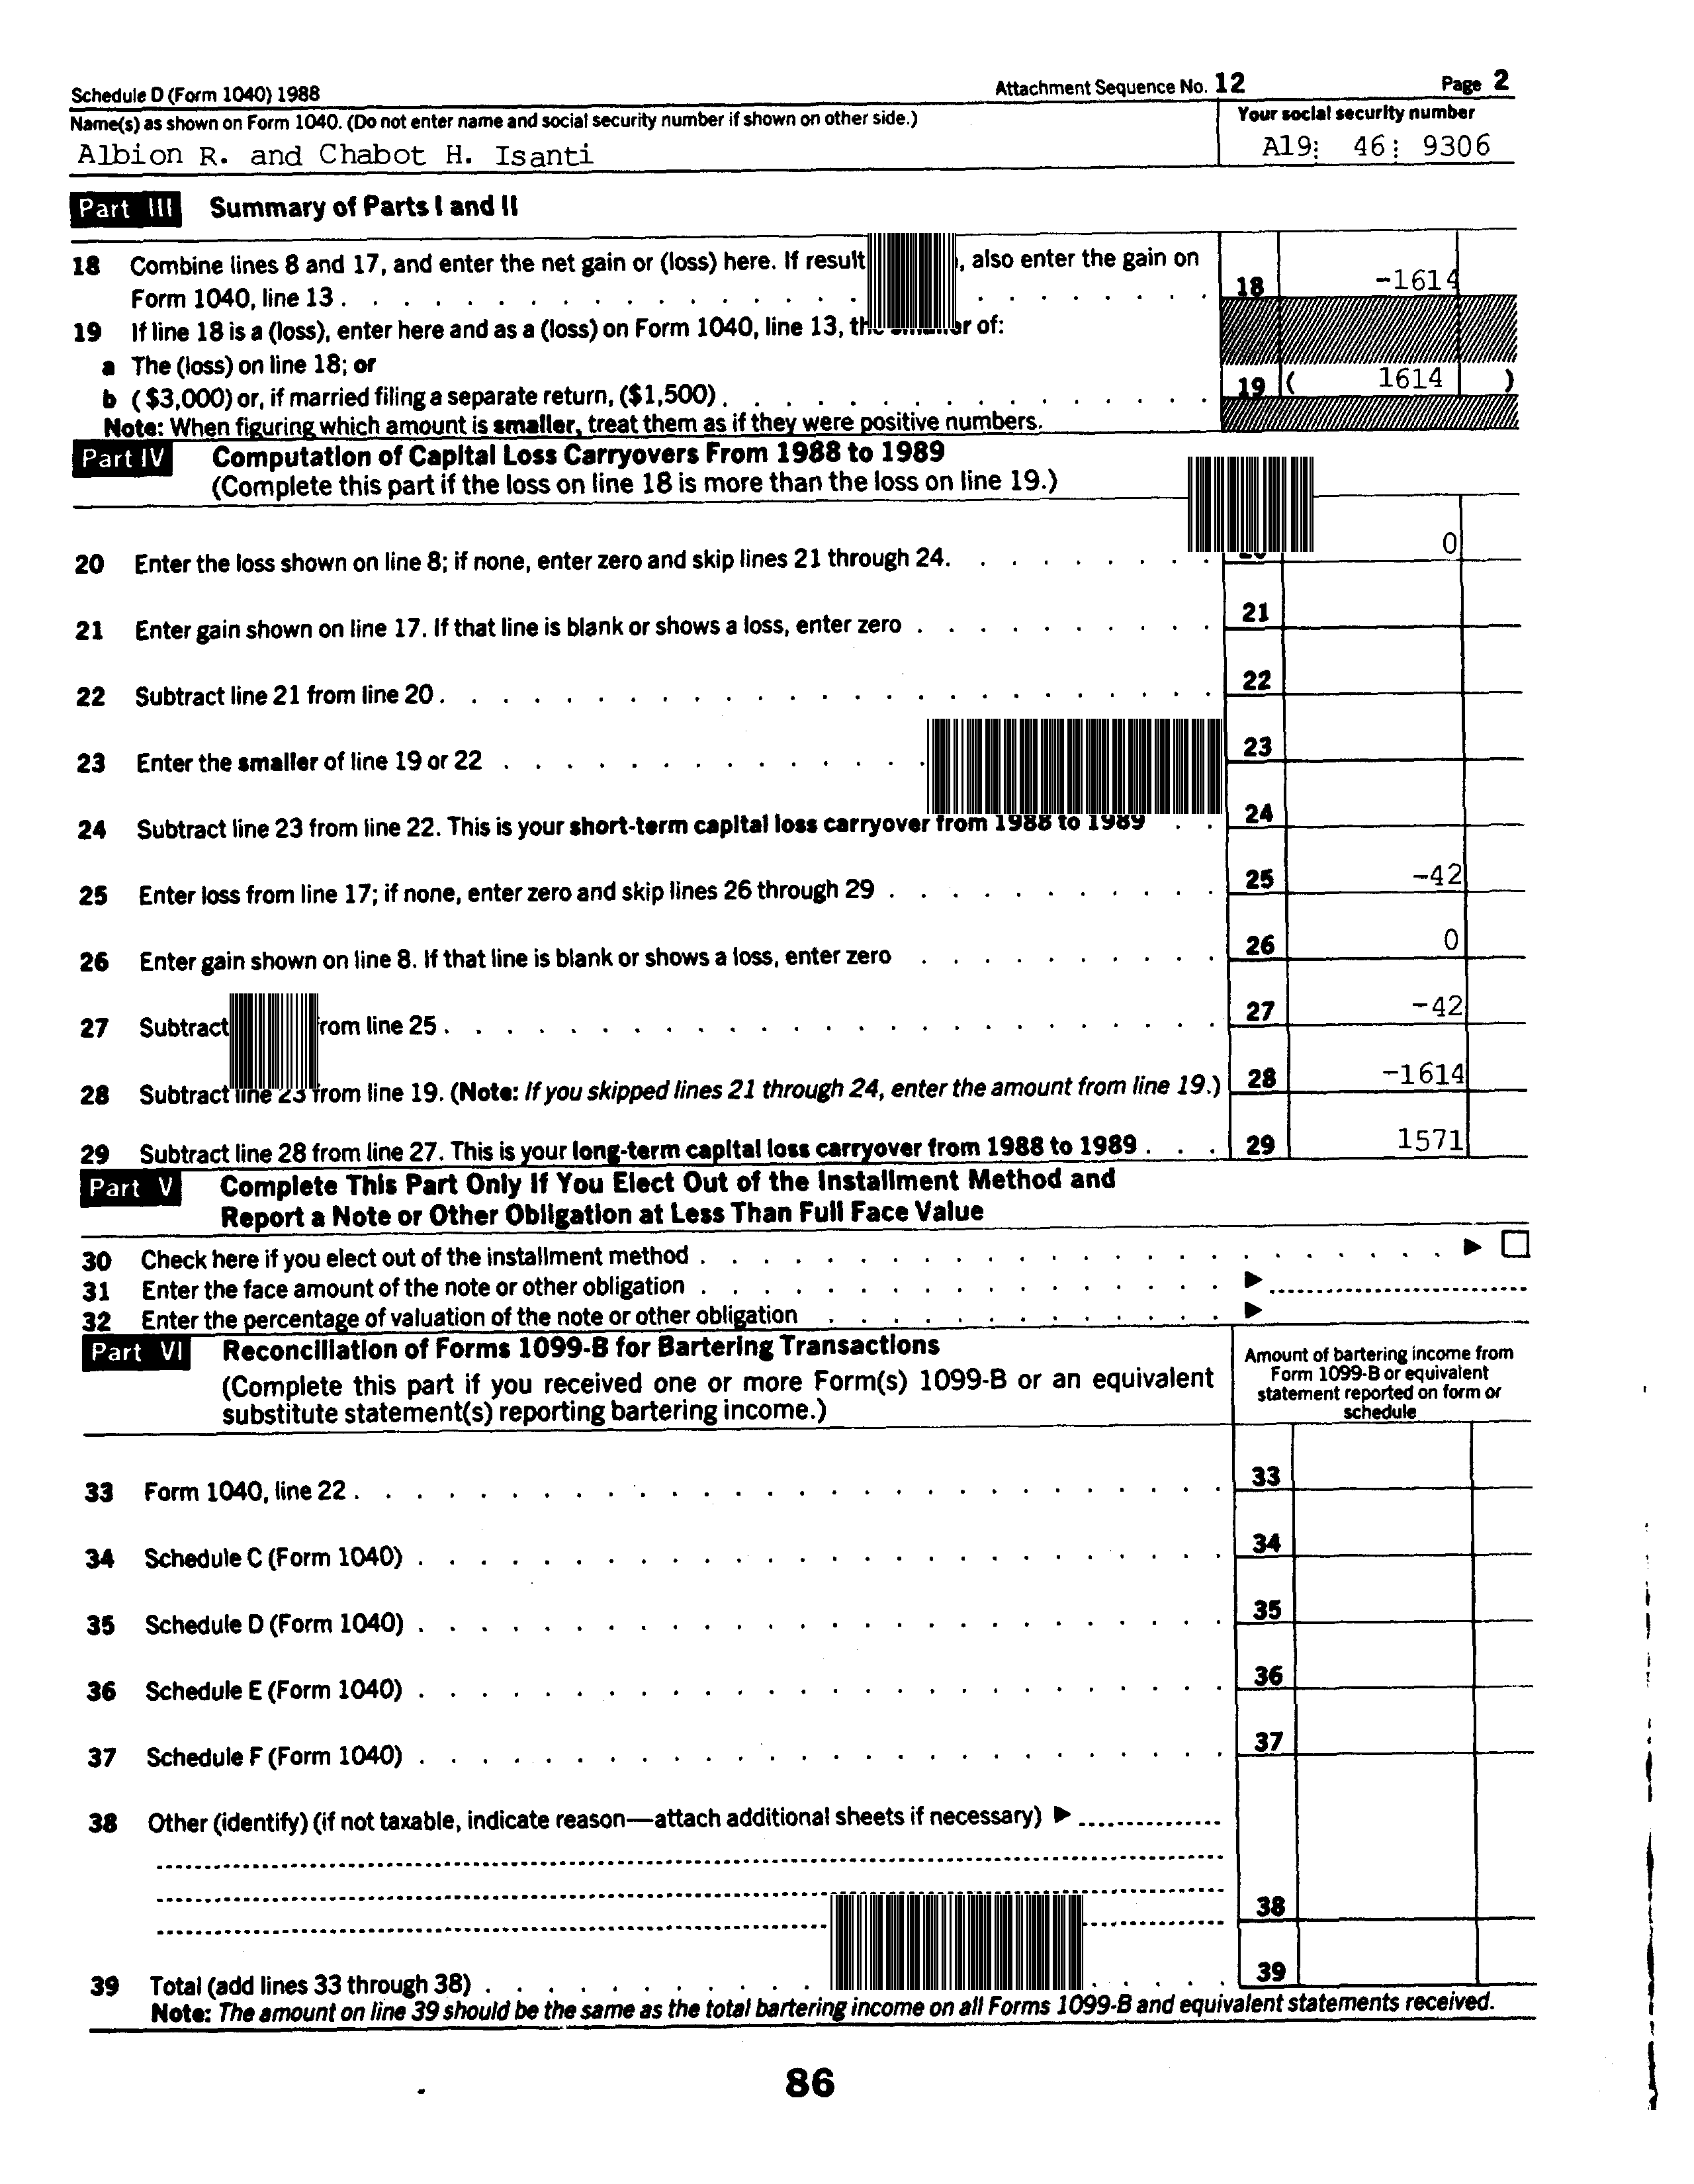 Schedule D (Form 1040) 1988 Attachment Sequence No. 12 Page 2
Name(s) as shown on Form 1040. (Do not enter name and social security number if shown on other side.) Your social security number
Albion R. and Chabot H. Isanti A19: 46: 9306
Part III Summary of Parts I and II
18 Combine lines 8 and 17, and enter the net gain or (loss) here. If result , also enter the gain on
Form 1040, line 13 . 18 -1614
19 If line 18 is a (loss), enter here and as a (loss) on Form 1040, line 13, the smaller of:
a The (loss) on line 18; or
b ($3,000) or, if married filing a separate return, ($1,500) . 19 ( 1614 )
Note: When figuring which amount is smaller, treat them as if they were positive numbers.
Part IV Computation of Capital Loss Carryovers From 1988 to 1989
(Complete this part if the loss on line 18 is more than the loss on line 19.)
20 Enter the loss shown on line 8; if none, enter zero and skip lines 21 through 24. 0
21 Enter gain shown on line 17. If that line is blank or shows a loss, enter zero . 21
22 Subtract line 21 from line 20 . 22
23 Enter the smaller of line 19 or 22 . 23
24 Subtract line 23 from line 22. This is your short-term capital loss carryover from 1988 to 1989 . 24
25 Enter loss from line 17; if none, enter zero and skip lines 26 through 29 . 25 -42
26 Enter gain shown on line 8. If that line is blank or shows a loss, enter zero . 26 0
27 Subtract from line 25 . 27 -42
28 Subtract line 23 from line 19. (Note: If you skipped lines 21 through 24, enter the amount from line 19.) 28 -1614
29 Subtract line 28 from line 27. This is your long-term capital loss carryover from 1988 to 1989 . 29 1571
Part V Complete This Part Only If You Elect Out of the Installment Method and
Report a Note or Other Obligation at Less Than Full Face Value
30 Check here if you elect out of the installment method . ▶ ☐
31 Enter the face amount of the note or other obligation . ▶
32 Enter the percentage of valuation of the note or other obligation . ▶
Part VI Reconciliation of Forms 1099-B for Bartering Transactions
(Complete this part if you received one or more Form(s) 1099-B or an equivalent
substitute statement(s) reporting bartering income.)
Amount of bartering income from
Form 1099-B or equivalent
statement reported on form or
schedule
33 Form 1040, line 22 . 33
34 Schedule C (Form 1040) . 34
35 Schedule D (Form 1040) . 35
36 Schedule E (Form 1040) . 36
37 Schedule F (Form 1040) . 37
38 Other (identify) (if not taxable, indicate reason—attach additional sheets if necessary) ▶
38
39 Total (add lines 33 through 38) . 39
Note: The amount on line 39 should be the same as the total bartering income on all Forms 1099-B and equivalent statements received.
86